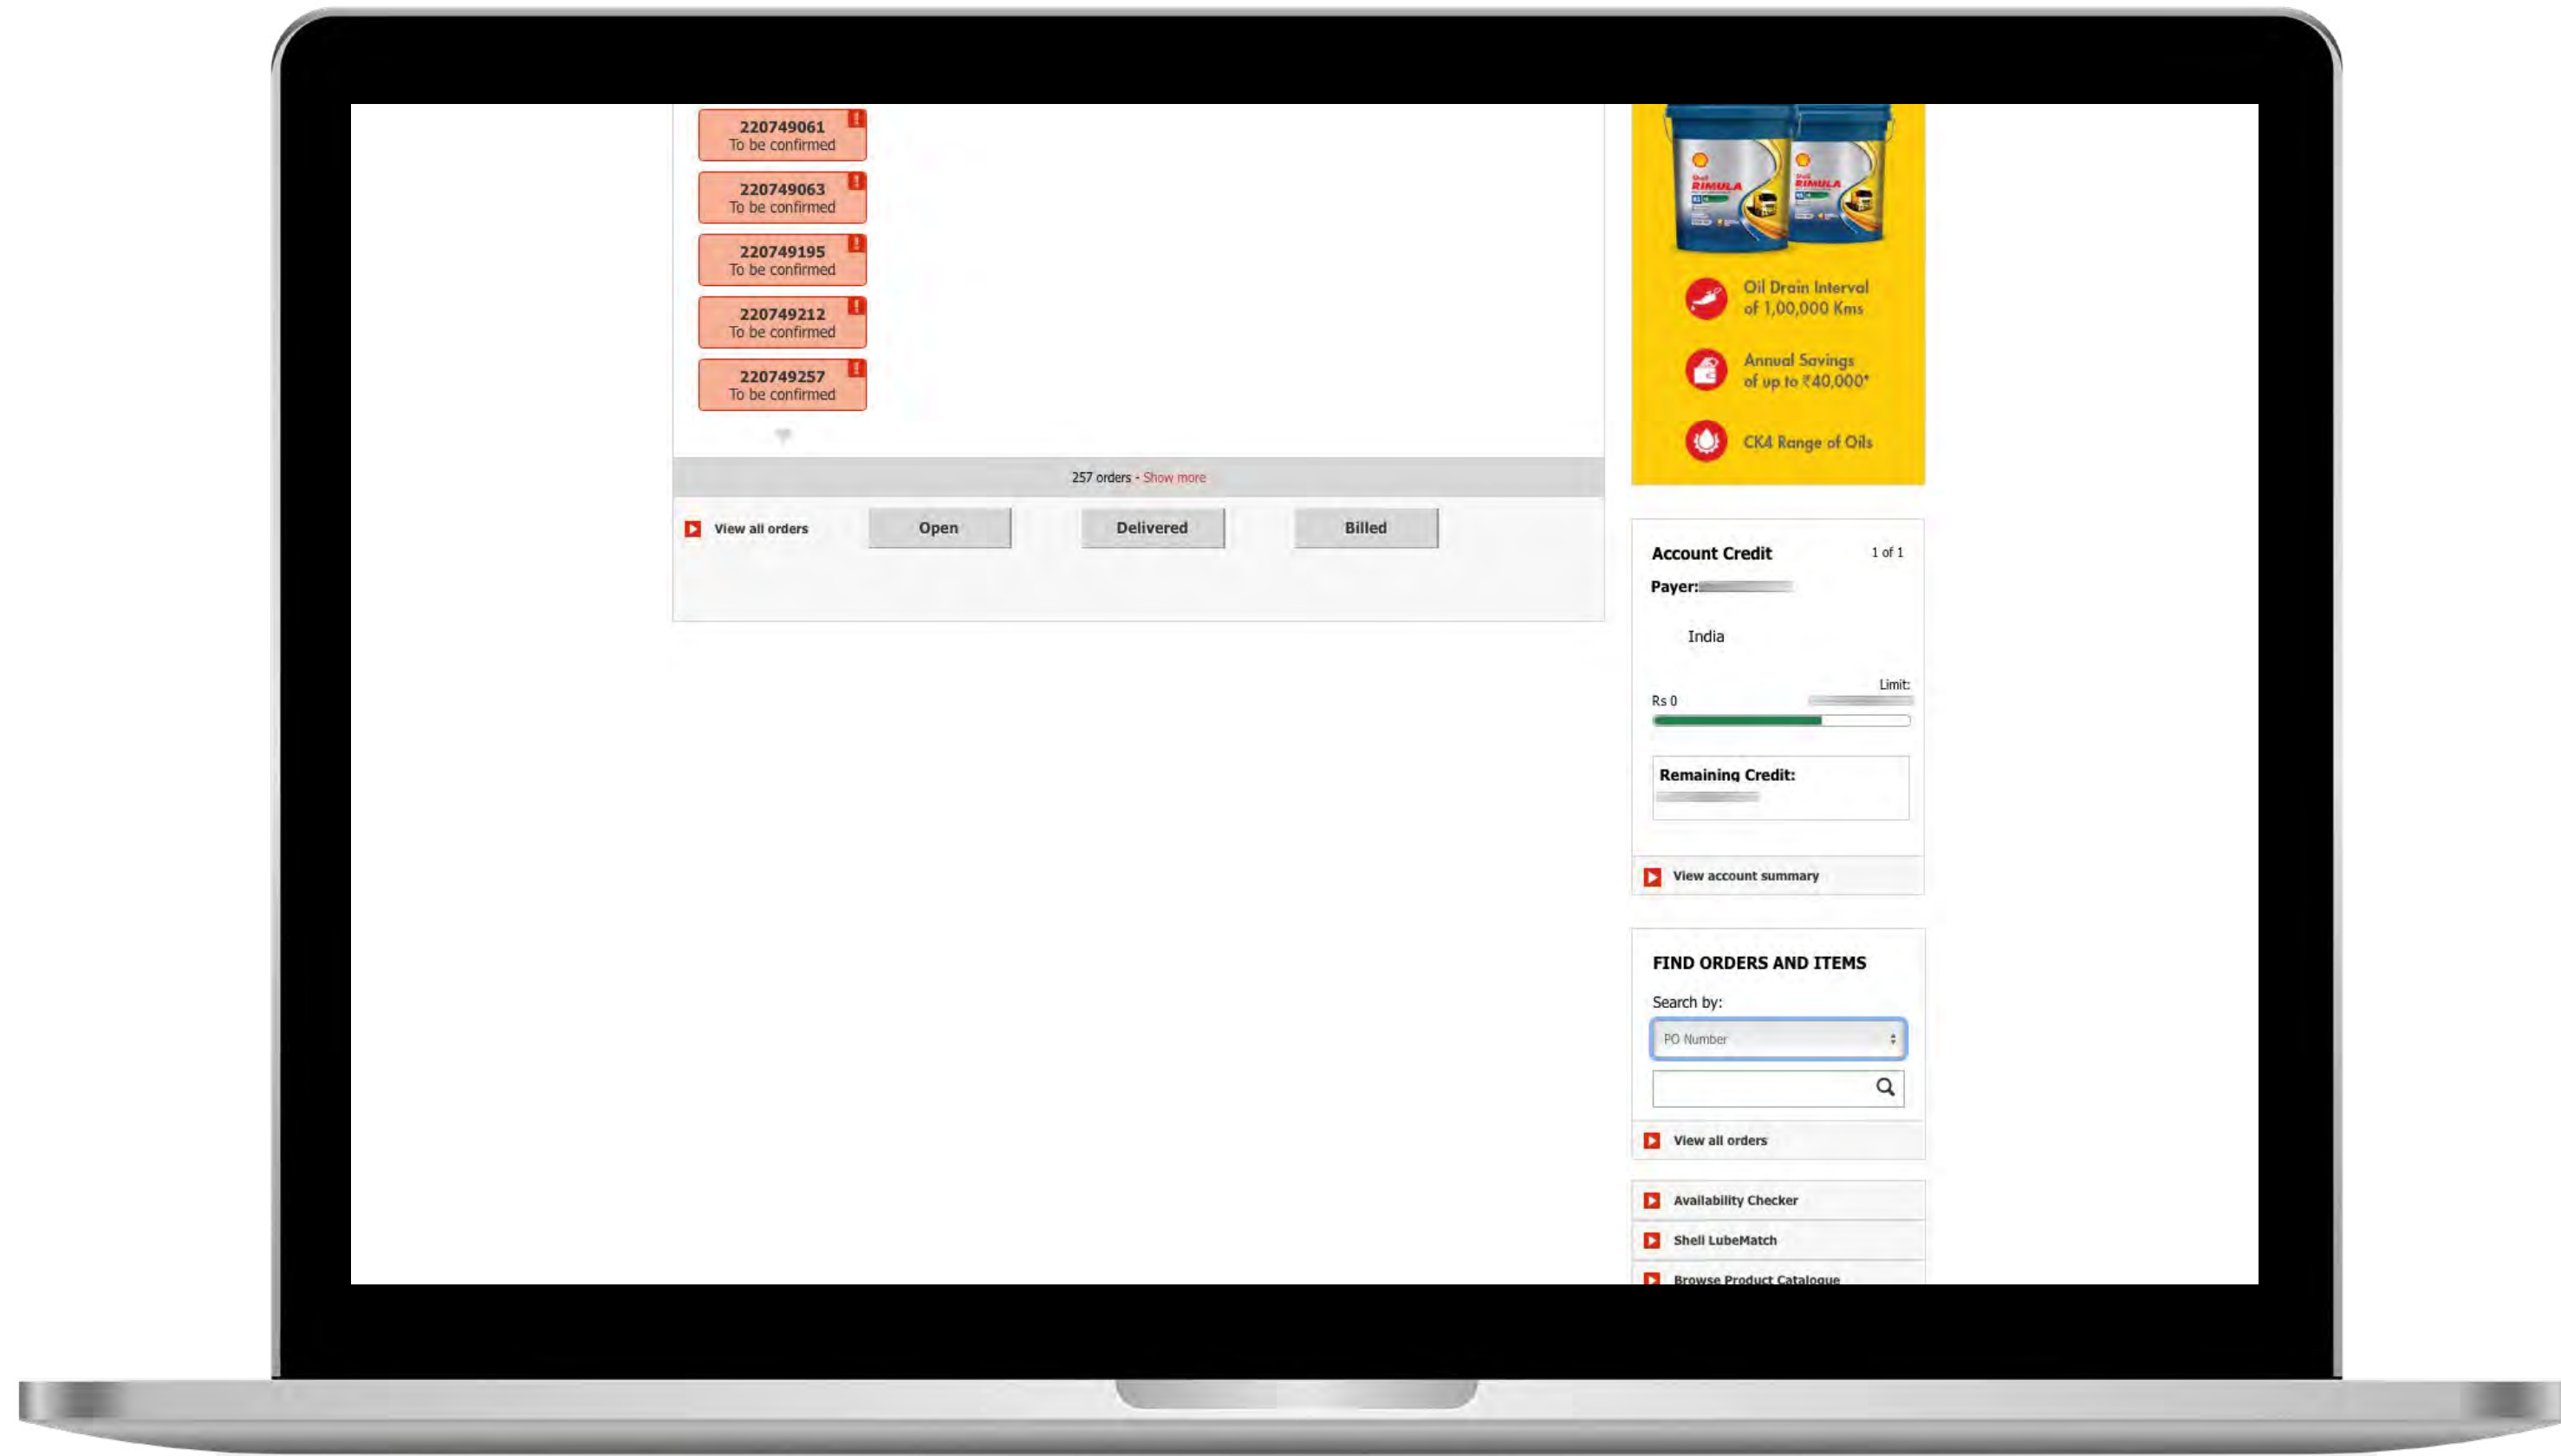 220749061
To be confirmed
220749063
To be confirmed
220749195
To be confirmed
220749212
To be confirmed
220749257
To be confirmed
257 orders - Show more
View all orders
Open
Delivered
Billed
Shell
RIMULA
Shell
RIMULA
Oil Drain Interval
of 1,00,000 Kms
Annual Savings
of up to ₹40,000*
CK4 Range of Oils
Account Credit
1 of 1
Payer:
India
Limit:
Rs 0
Remaining Credit:
View account summary
FIND ORDERS AND ITEMS
Search by:
PO Number
View all orders
Availability Checker
Shell LubeMatch
Browse Product Catalogue